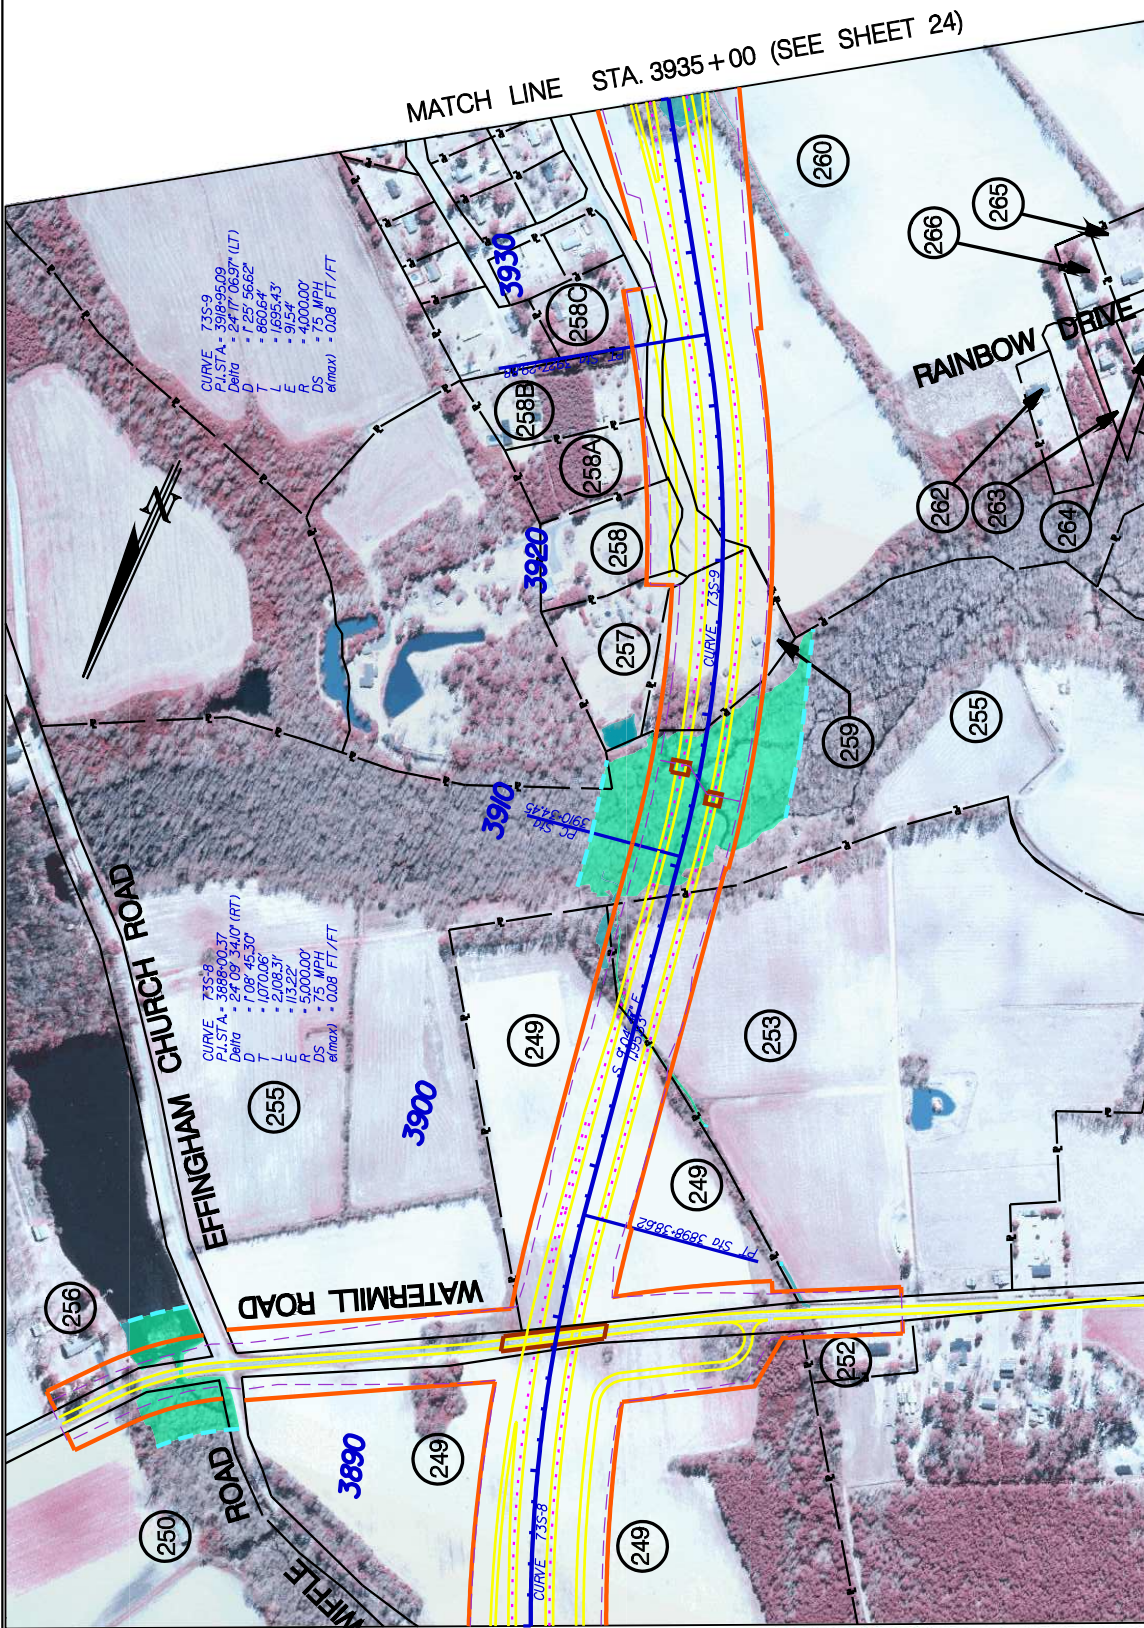 MATCH LINE STA. 3935+00 (SEE SHEET 24)
CURVE 73S-9
P.I. STA. = 3918+95.09
Delta = 24°17' 06.97" (LT)
D = 1° 25' 56.62"
T = 860.64'
L = 1,695.43'
E = 91.54'
R = 4,000.00'
DS = 75 MPH
e(max) = 0.08 FT/FT
3930
260
266
265
RAINBOW DRIVE
258C
258B
258A
258
257
262
263
264
N
3920
CURVE 73S-9
259
255
3910
PC Sta
3910+34.45
EFFINGHAM CHURCH ROAD
CURVE 73S-8
P.I. STA. = 3888+00.37
Delta = 24° 09' 34.10" (RT)
D = 1° 08' 45.30"
T = 1,070.06'
L = 2,108.31'
E = 113.22'
R = 5,000.00'
DS = 75 MPH
e(max) = 0.08 FT/FT
255
3900
249
253
249
PT Sta 3898+38.62
WATERMILL ROAD
256
252
3890
249
249
250
ROAD
WIFFLE
CURVE 73S-8